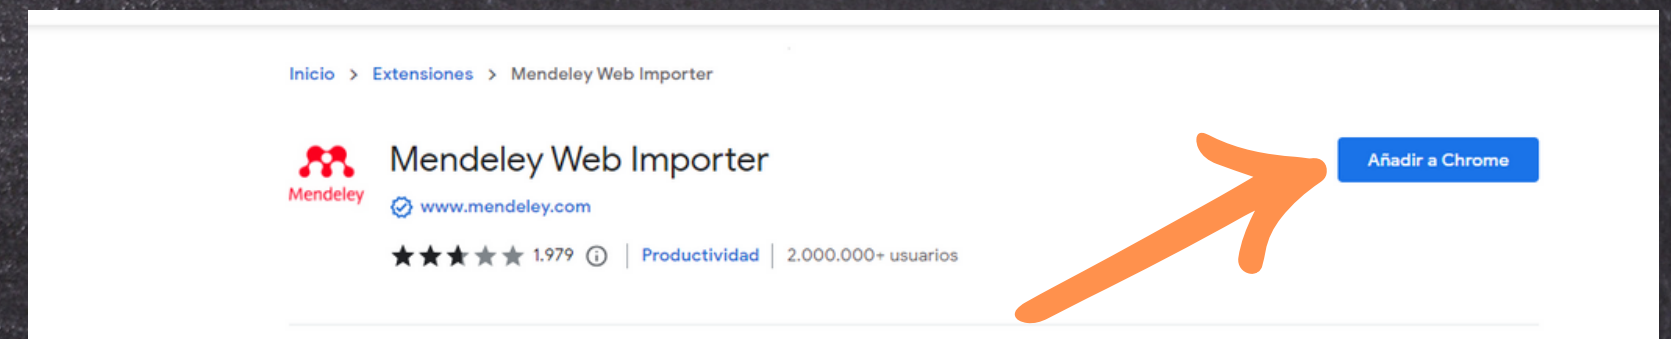 Inicio > Extensiones > Mendeley Web Importer
Mendeley
Mendeley Web Importer
www.mendeley.com
1.979 | Productividad | 2.000.000+ usuarios
Añadir a Chrome